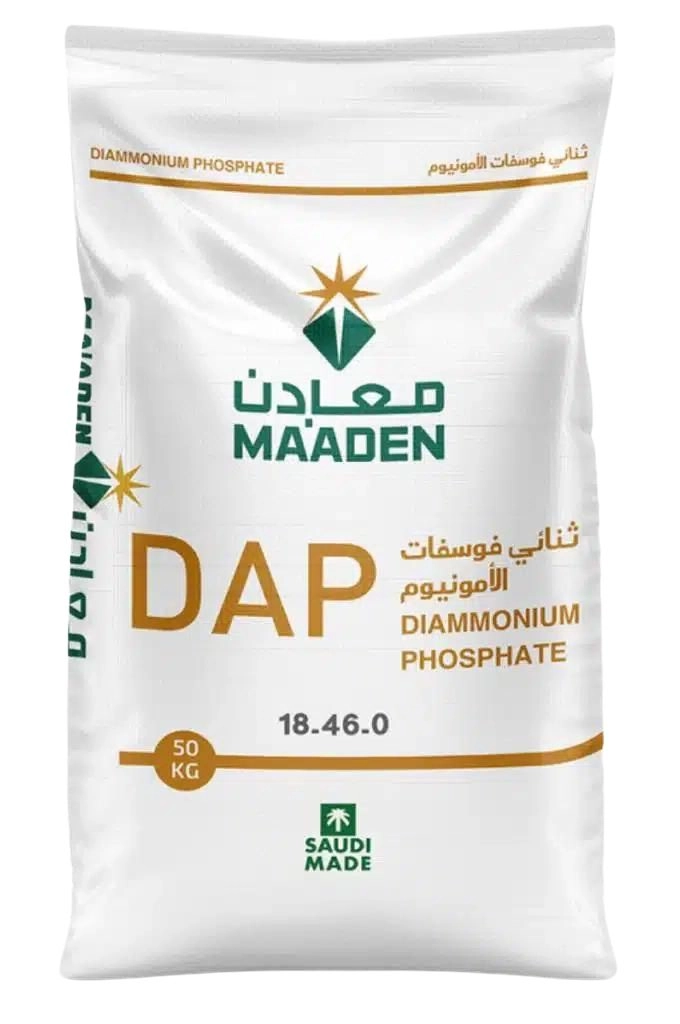 DIAMMONIUM PHOSPHATE
ثنائي فوسفات الأمونيوم
معادن
MAADEN
MAADEN
معادن
DAP
ثنائي فوسفات
الأمونيوم
DIAMMONIUM
PHOSPHATE
18-46-0
50
KG
SAUDI
MADE